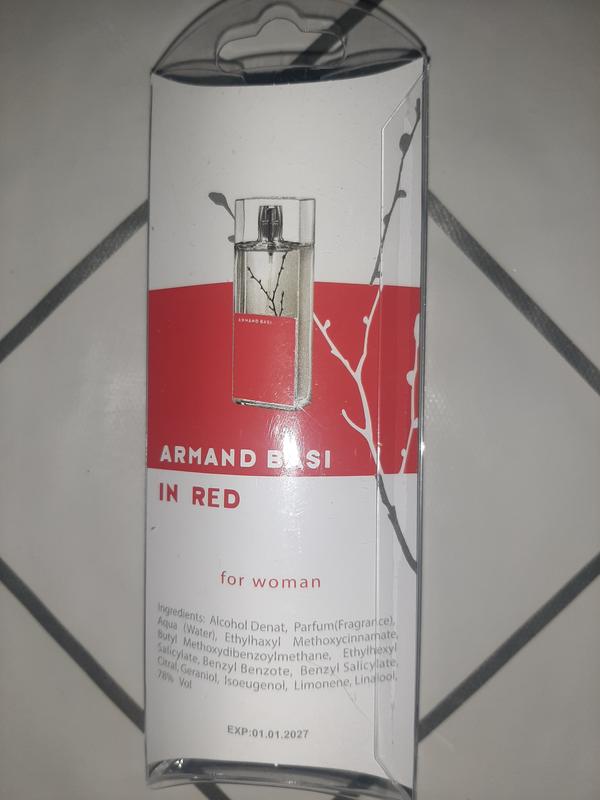 ARMAND BASI
ARMAND BASI
IN RED
for woman
Ingredients: Alcohol Denat, Parfum(Fragrance),
Aqua (Water), Ethylhaxyl Methoxycinnamate,
Butyl Methoxydibenzoylmethane, Ethylhexyl
Salicylate, Benzyl Benzote, Benzyl Salicylate,
Citral, Geraniol, Isoeugenol, Limonene, Linalool,
78% Vol
EXP:01.01.2027